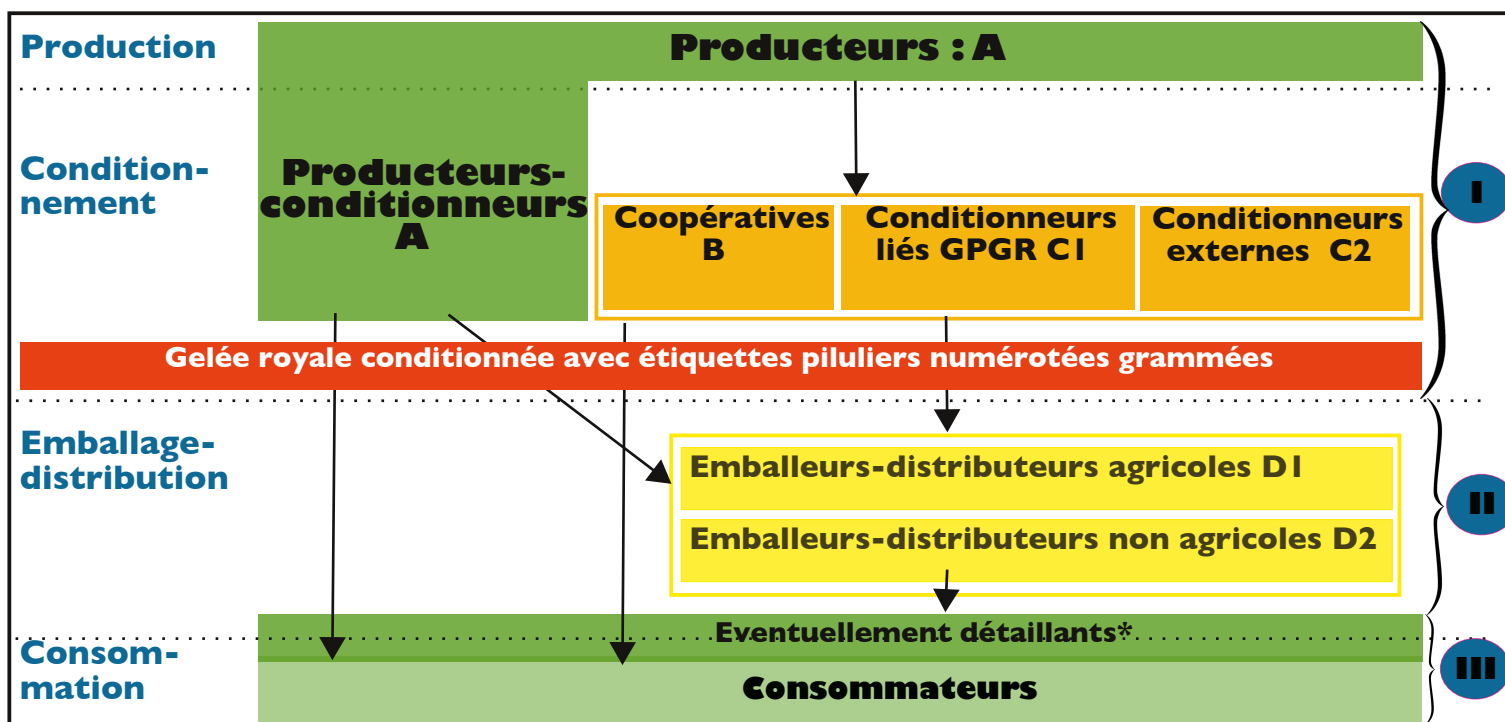 Production
Producteurs : A
Condition-
nement
Producteurs-
conditionneurs
A
Coopératives
B
Conditionneurs
liés GPGR C1
Conditionneurs
externes C2
I
Gelée royale conditionnée avec étiquettes piluliers numérotées grammées
Emballage-
distribution
Emballeurs-distributeurs agricoles D1
Emballeurs-distributeurs non agricoles D2
II
Eventuellement détaillants*
Consom-
mation
Consommateurs
III